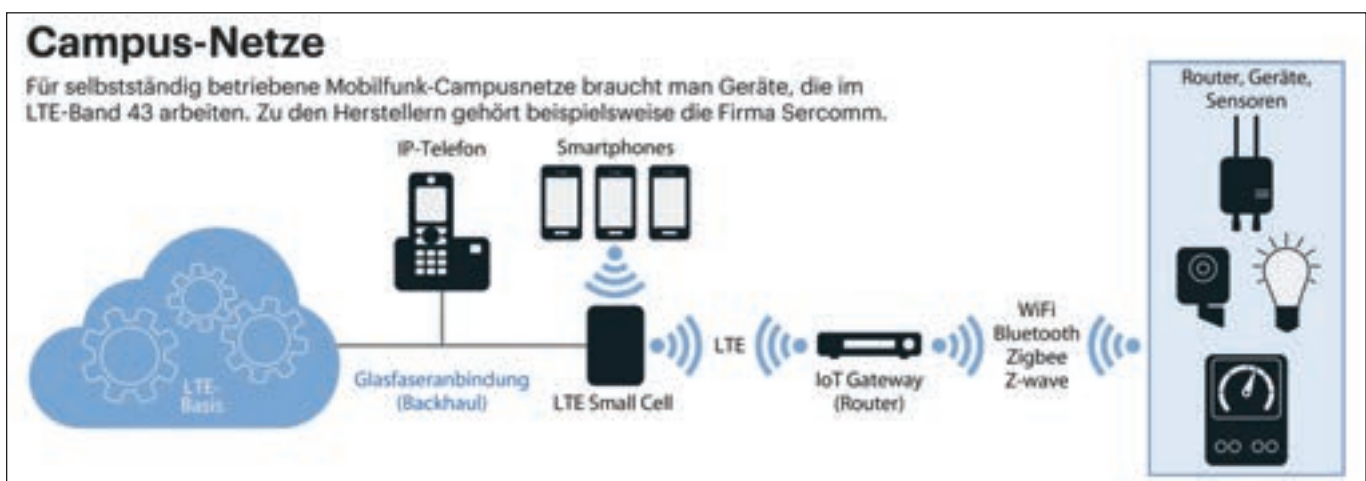 Campus-Netze
Für selbstständig betriebene Mobilfunk-Campusnetze braucht man Geräte, die im
LTE-Band 43 arbeiten. Zu den Herstellern gehört beispielsweise die Firma Sercomm.
IP-Telefon
Smartphones
Router, Geräte,
Sensoren
LTE-
Basis
Glasfaseranbindung
(Backhaul)
LTE Small Cell
LTE
IoT Gateway
(Router)
WiFi
Bluetooth
Zigbee
Z-wave